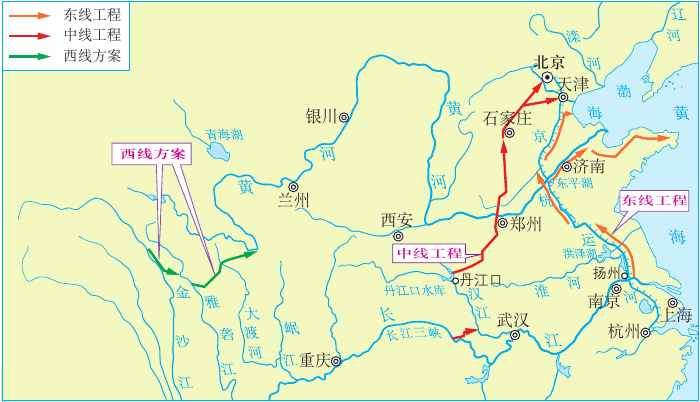 东线工程
中线工程
西线方案
辽河
滦河
北京
天津
渤海
黄海
银川
黄河
石家庄
京杭运河
青海湖
西线方案
济南
东平湖
黄河
兰州
西安
郑州
东线工程
中线工程
洪泽湖
扬州
丹江口
丹江口水库
汉江
淮河
南京
上海
金沙江
雅砻江
大渡河
岷江
长江
长江三峡
武汉
杭州
重庆